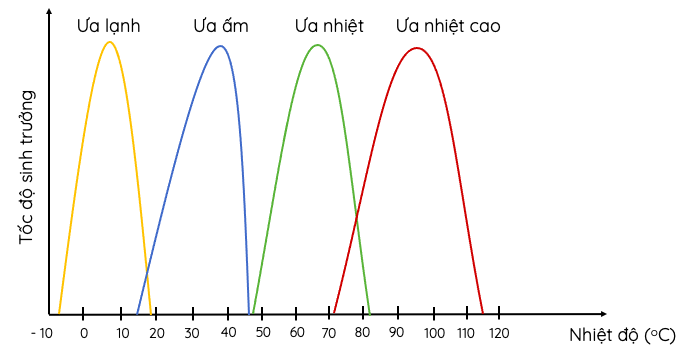 Ưa lạnh Ưa ấm Ưa nhiệt Ưa nhiệt cao
Tốc độ sinh trưởng
- 10 0 10 20 30 40 50 60 70 80 90 100 110 120
Nhiệt độ (ºC)